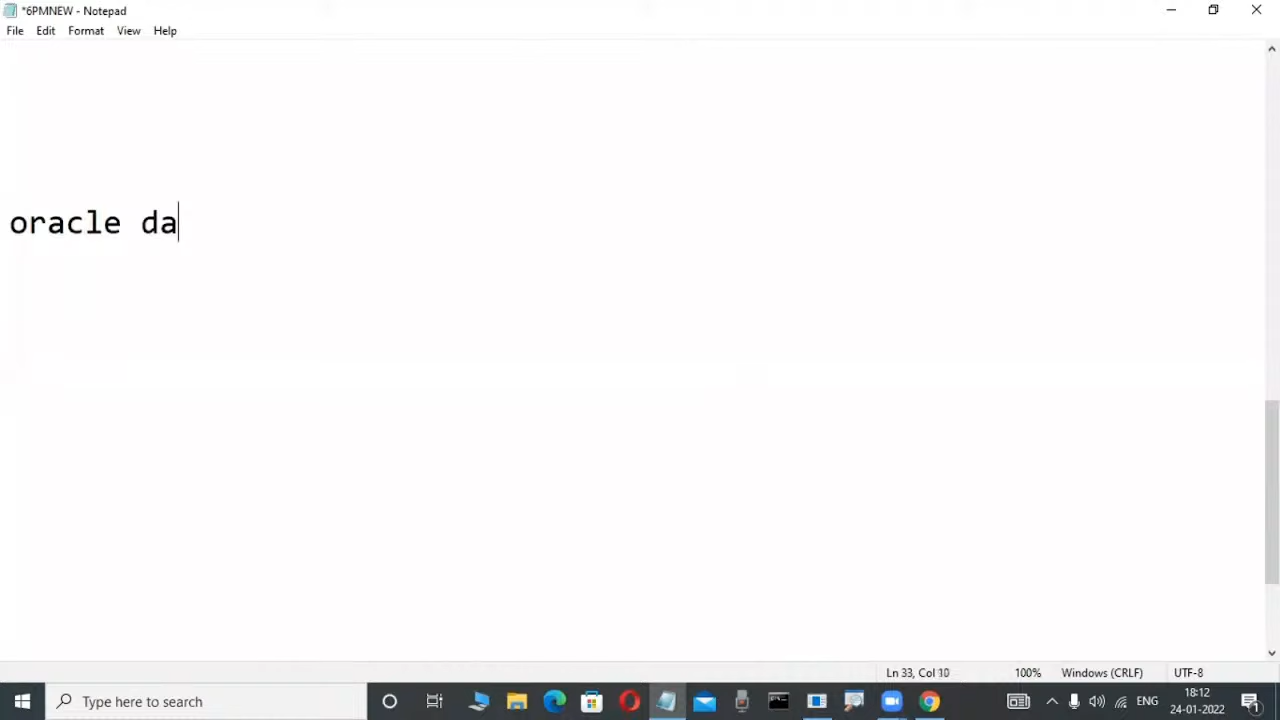 *6PMNEW - Notepad
File Edit Format View Help
oracle da
Ln 33, Col 10 100% Windows (CRLF) UTF-8
Type here to search
ENG
18:12
24-01-2022
1